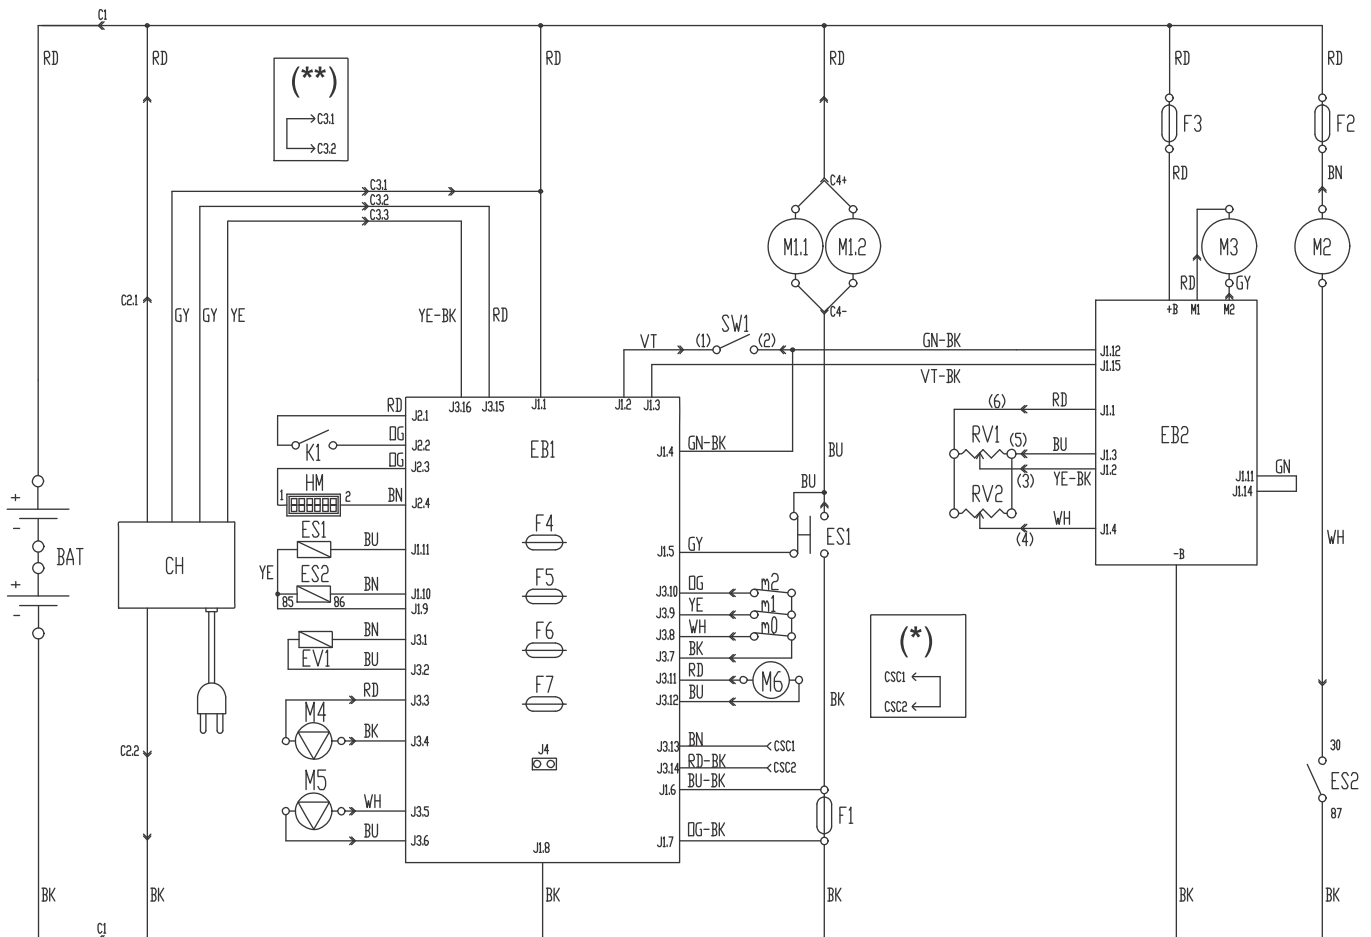 C1
RD RD RD RD RD RD
(**)
C3.1
C3.2
F3 F2
RD BN
C3.1
C3.2
C3.3
C4+
M1.1 M1.2 M3 M2
RD GY
C2.1
GY GY YE YE-BK RD
C4-
+B M1 M2
VT (1) SW1 (2) GN-BK J1.12
VT-BK J1.15
RD J2.1 J3.16 J3.15 J1.1 J1.2 J1.3
(6) RD J1.1
OG J2.2
K1
EB1
GN-BK J1.4
BU
RV1 (5) BU J1.3
(3) YE-BK J1.2
EB2
OG J2.3
HM
1 2 BN J2.4
BU
RV2
(4) WH J1.4
J1.11 GN
J1.14
+
-
BAT
+
-
CH
ES1 BU J1.11
F4
GY J1.5
ES1
-B
WH
YE ES2 BN J1.10
85 86 J1.9
F5
OG J3.10 m2
YE J3.9 m1
WH J3.8 m0
BK J3.7
BN J3.1
EV1 BU J3.2
F6
(*)
CSC1
CSC2
RD J3.11 M6
BU J3.12
F7
RD J3.3
M4 BK J3.4
BK
C2.2
J4
BN J3.13 CSC1
RD-BK J3.14 CSC2
BU-BK J1.6
30
ES2
87
M5 WH J3.5
BU J3.6
F1
OG-BK J1.7
J1.8
BK BK BK BK BK BK
C1